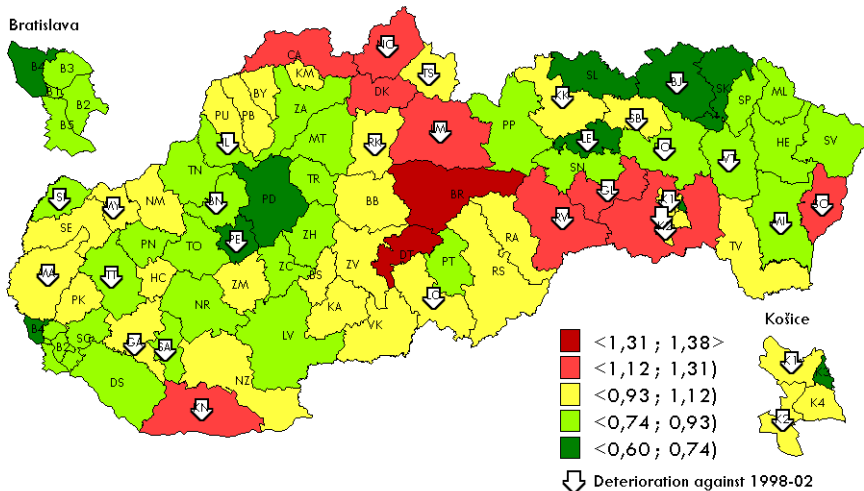 Bratislava
B4
B3
B1
B2
B5
CA
NO
KM
TS
DK
BY
PU
PB
ZA
RK
LM
MT
IL
PP
KK
SL
BJ
SK
SB
LE
SP
ML
HE
SV
VT
SN
TN
TR
BN
PD
PE
BB
BR
GL
RV
K1
K2
SO
MI
TV
SI
MY
NM
SE
PN
TO
ZH
ZC
BS
ZV
DT
PT
RA
RS
MA
TT
HC
PK
ZM
NR
KA
LC
VK
LV
B4
B2
SC
GA
SA
DS
NZ
KN
<1,31 ; 1,38>
<1,12 ; 1,31)
<0,93 ; 1,12)
<0,74 ; 0,93)
<0,60 ; 0,74)
Deterioration against 1998-02
Košice
K1
K4
K2